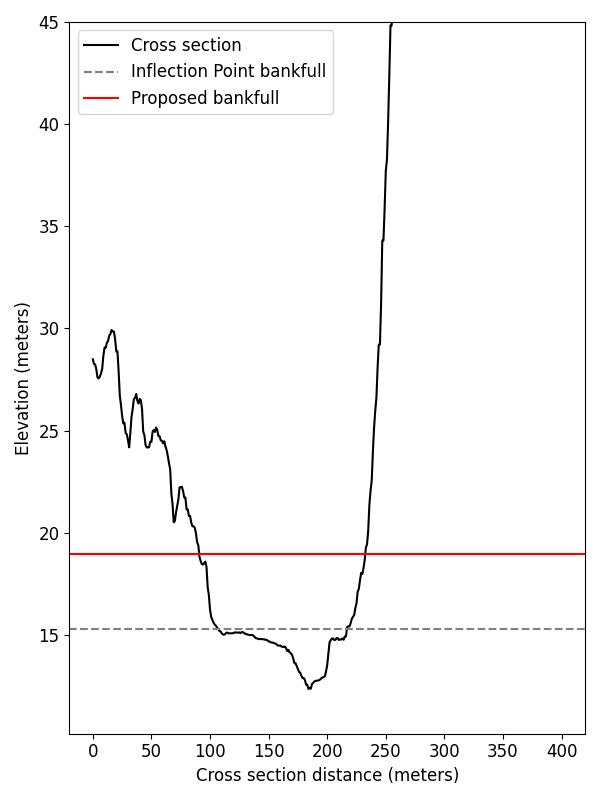 45
Cross section
Inflection Point bankfull
Proposed bankfull
40
35
30
25
20
15
Elevation (meters)
0 50 100 150 200 250 300 350 400
Cross section distance (meters)